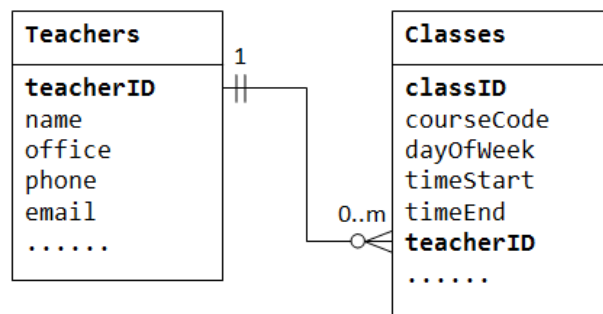 Teachers
teacherID
name
office
phone
email
......
1
0..m
Classes
classID
courseCode
dayOfWeek
timeStart
timeEnd
teacherID
......